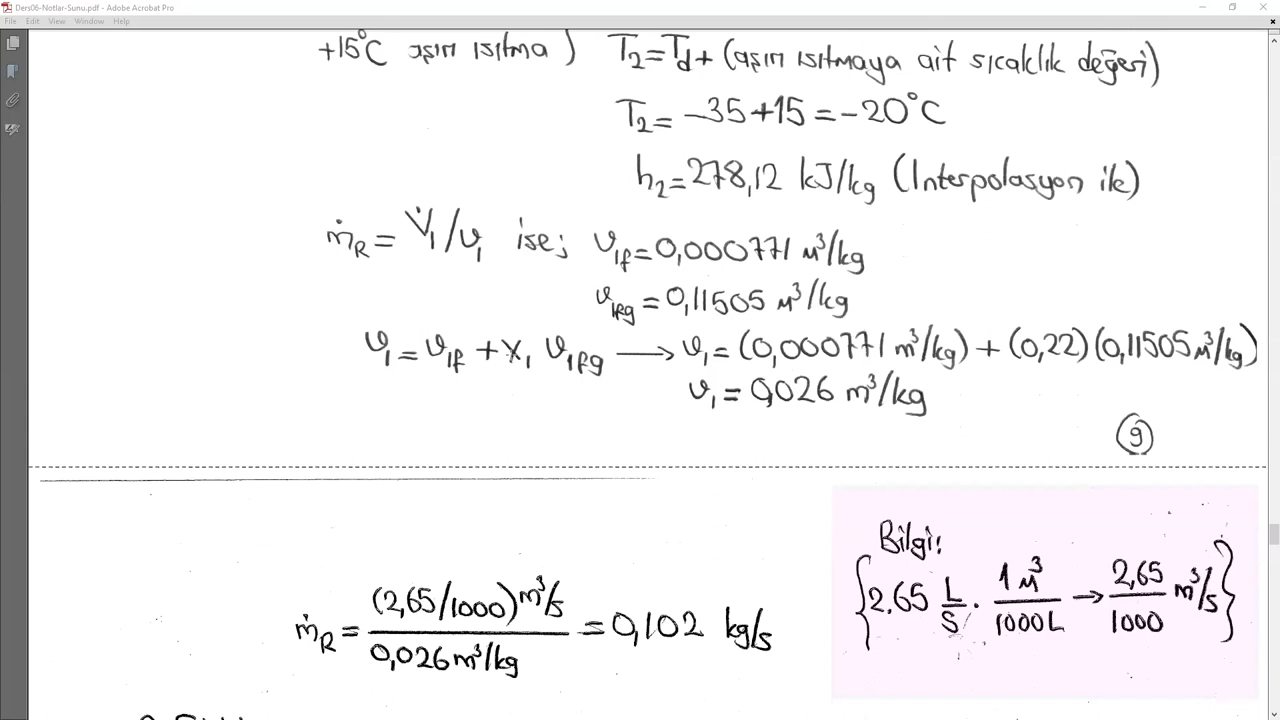 Ders06-Notlar-Sunu.pdf - Adobe Acrobat Pro
File Edit View Window Help
+15°C aşırı ısıtma ) T2 = Td + (aşırı ısıtmaya ait sıcaklık değeri)
T2 = -35+15 = -20°C
h2 = 278,12 kJ/kg (Interpolasyon ile)
ṁR = V̇1/υ1 ise; υ1f = 0,000771 m³/kg
υ1fg = 0,11505 m³/kg
υ1 = υ1f + x1 υ1fg → υ1 = (0,000771 m³/kg) + (0,22)(0,11505 m³/kg)
υ1 = 0,026 m³/kg
9
Bilgi:
{2.65 L/S . 1 m³/1000L → 2,65/1000 m³/s}
ṁR = (2,65/1000) m³/s / 0,026 m³/kg = 0,102 kg/s